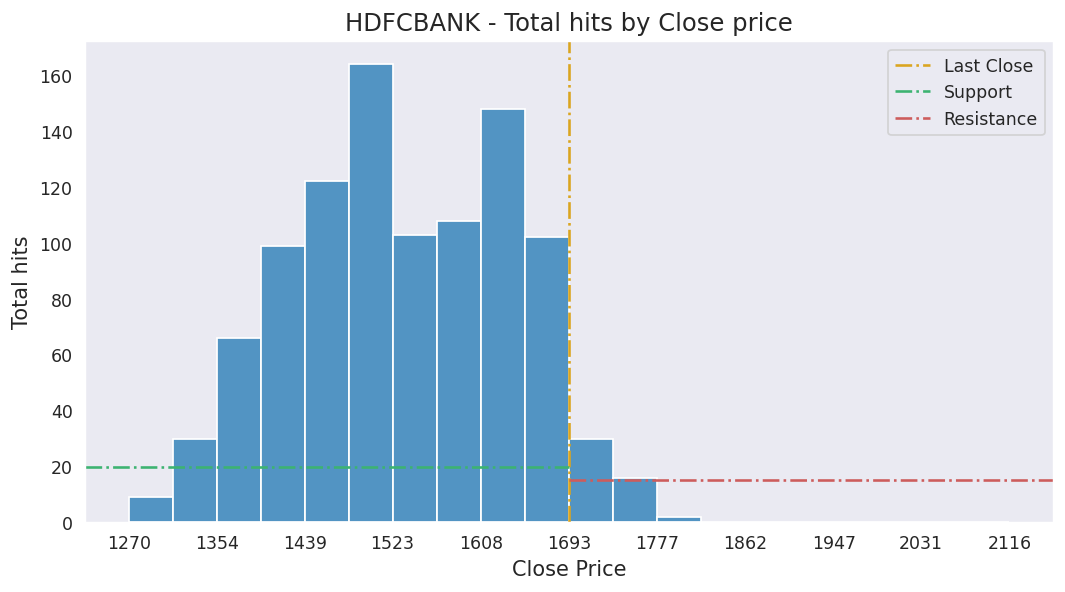 HDFCBANK - Total hits by Close price
Last Close
Support
Resistance
Total hits
160
140
120
100
80
60
40
20
0
1270 1354 1439 1523 1608 1693 1777 1862 1947 2031 2116
Close Price